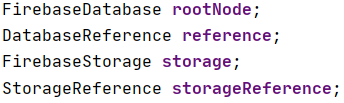 FirebaseDatabase rootNode;
DatabaseReference reference;
FirebaseStorage storage;
StorageReference storageReference;